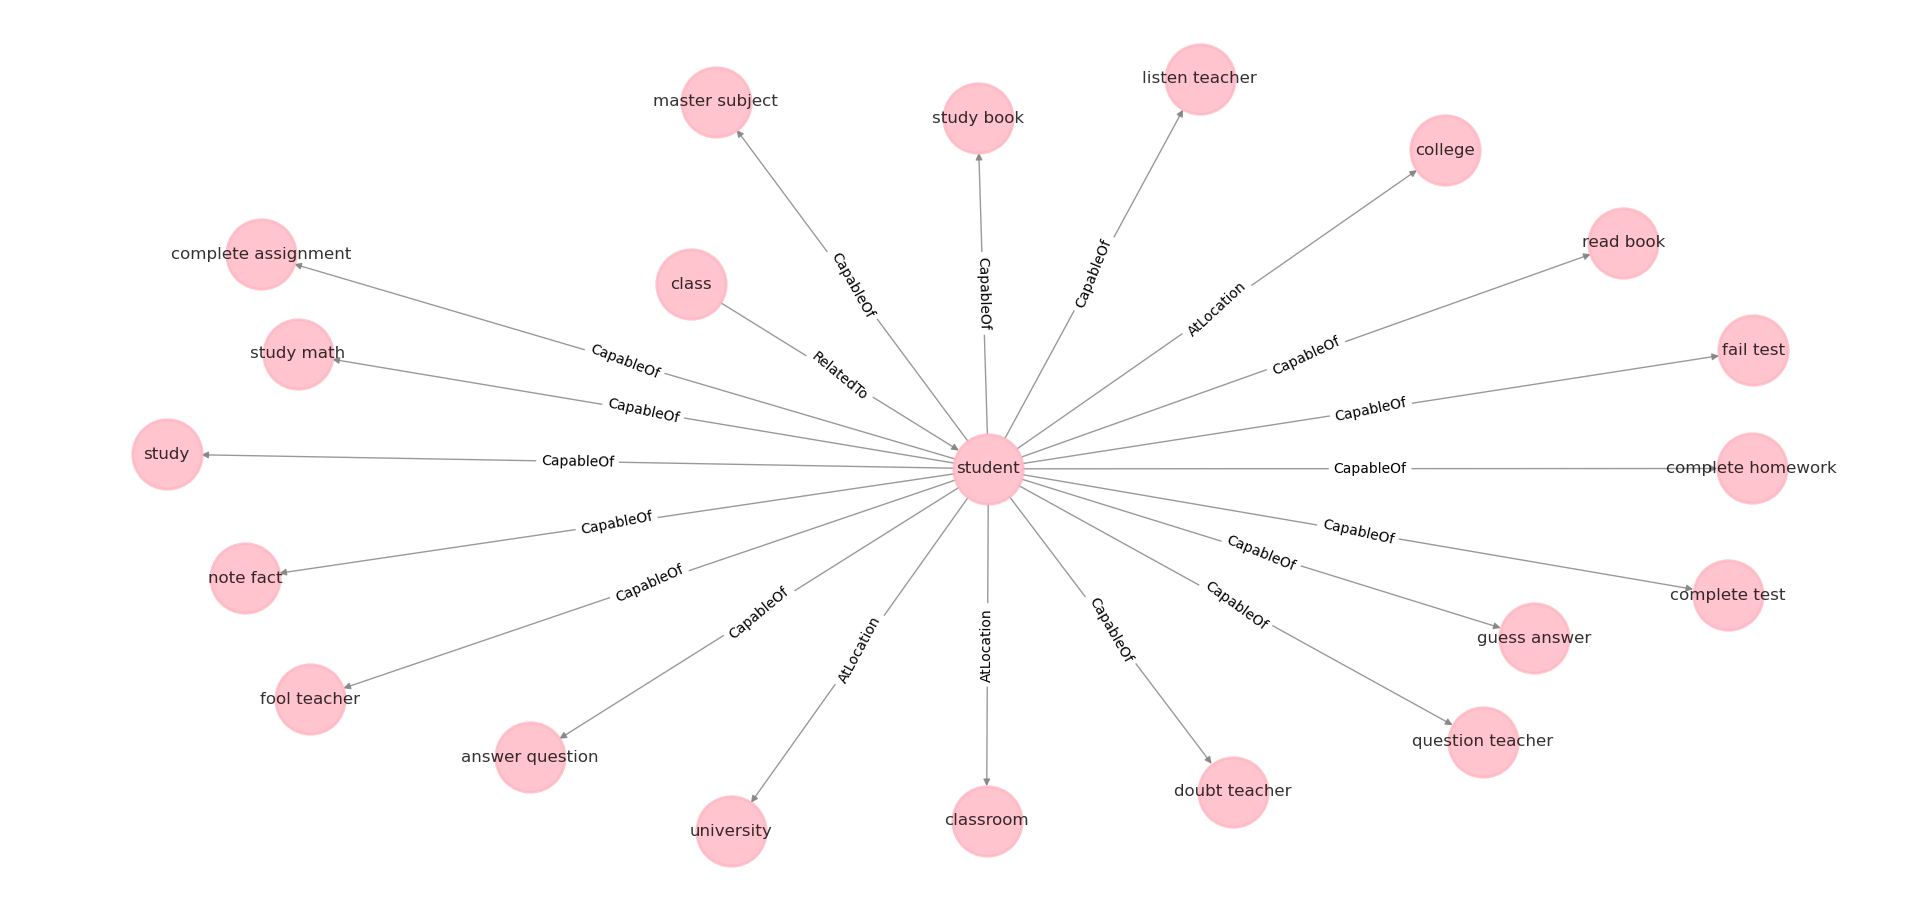 listen teacher
master subject
study book
college
read book
complete assignment
CapableOf
CapableOf
CapableOf
class
AtLocation
fail test
study math
CapableOf
CapableOf
RelatedTo
CapableOf
CapableOf
study
CapableOf
student
CapableOf
complete homework
CapableOf
CapableOf
CapableOf
note fact
CapableOf
complete test
CapableOf
CapableOf
CapableOf
guess answer
AtLocation
AtLocation
fool teacher
question teacher
answer question
doubt teacher
university
classroom